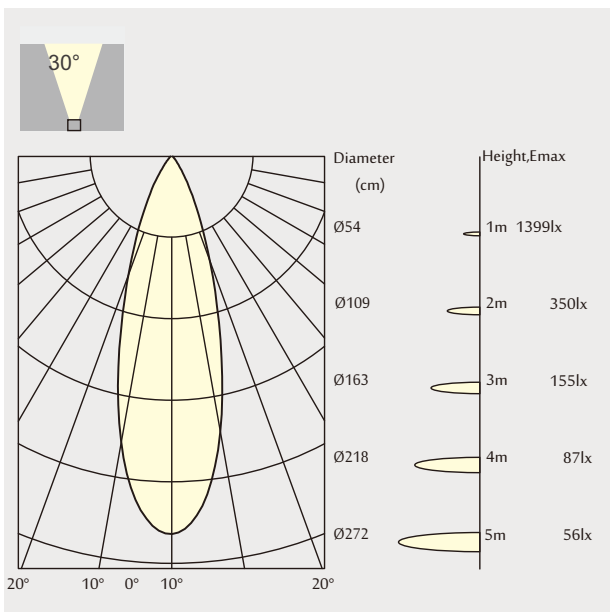 30°
Diameter
(cm)
Height,Emax
Ø54 1m 1399lx
Ø109 2m 350lx
Ø163 3m 155lx
Ø218 4m 87lx
Ø272 5m 56lx
20° 10° 0° 10° 20°